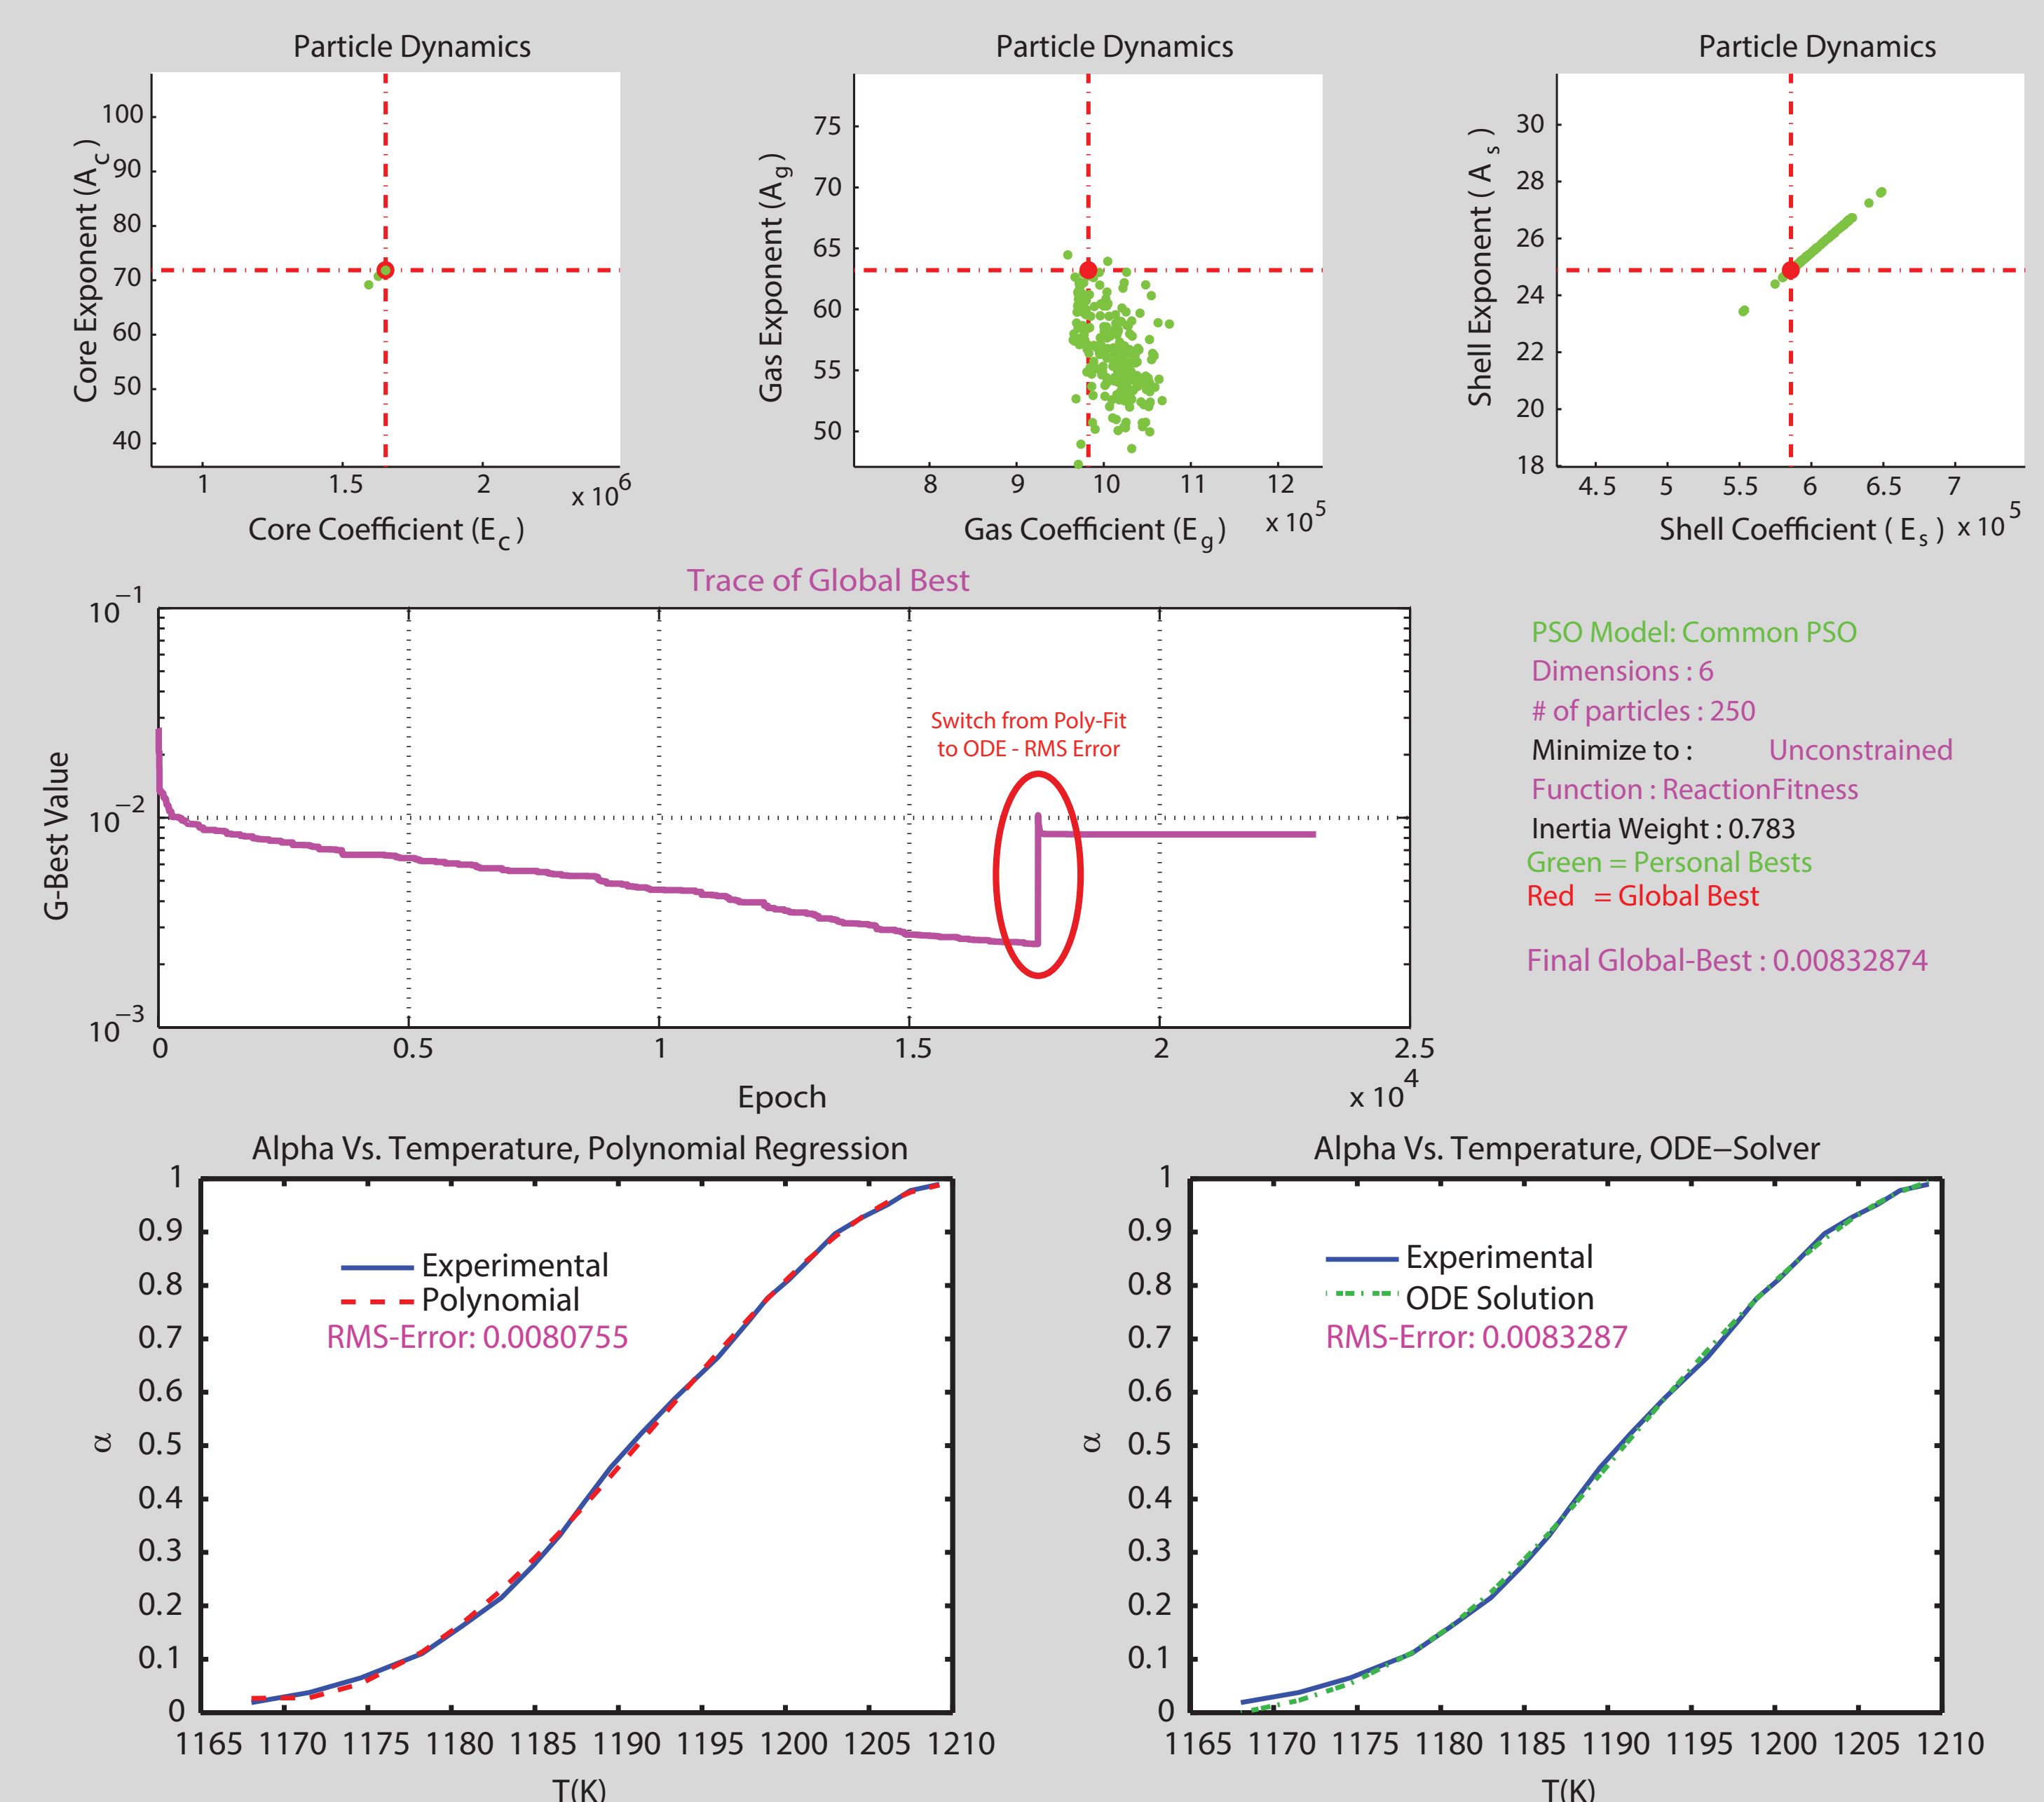 Particle Dynamics
Core Exponent (A_c)
100
90
80
70
60
50
40
1 1.5 2
x 10^6
Core Coefficient (E_c)
Particle Dynamics
Gas Exponent (A_g)
75
70
65
60
55
50
8 9 10 11 12
x 10^5
Gas Coefficient (E_g)
Particle Dynamics
Shell Exponent ( A_s )
30
28
26
24
22
20
18
4.5 5 5.5 6 6.5 7
Shell Coefficient ( E_s ) x 10^5
Trace of Global Best
G-Best Value
10^−1
10^−2
10^−3
Switch from Poly-Fit
to ODE - RMS Error
0 0.5 1 1.5 2 2.5
Epoch
x 10^4
PSO Model: Common PSO
Dimensions : 6
# of particles : 250
Minimize to : Unconstrained
Function : ReactionFitness
Inertia Weight : 0.783
Green = Personal Bests
Red = Global Best
Final Global-Best : 0.00832874
Alpha Vs. Temperature, Polynomial Regression
α
1
0.9
0.8
0.7
0.6
0.5
0.4
0.3
0.2
0.1
0
Experimental
Polynomial
RMS-Error: 0.0080755
1165 1170 1175 1180 1185 1190 1195 1200 1205 1210
T(K)
Alpha Vs. Temperature, ODE−Solver
α
1
0.9
0.8
0.7
0.6
0.5
0.4
0.3
0.2
0.1
0
Experimental
ODE Solution
RMS-Error: 0.0083287
1165 1170 1175 1180 1185 1190 1195 1200 1205 1210
T(K)